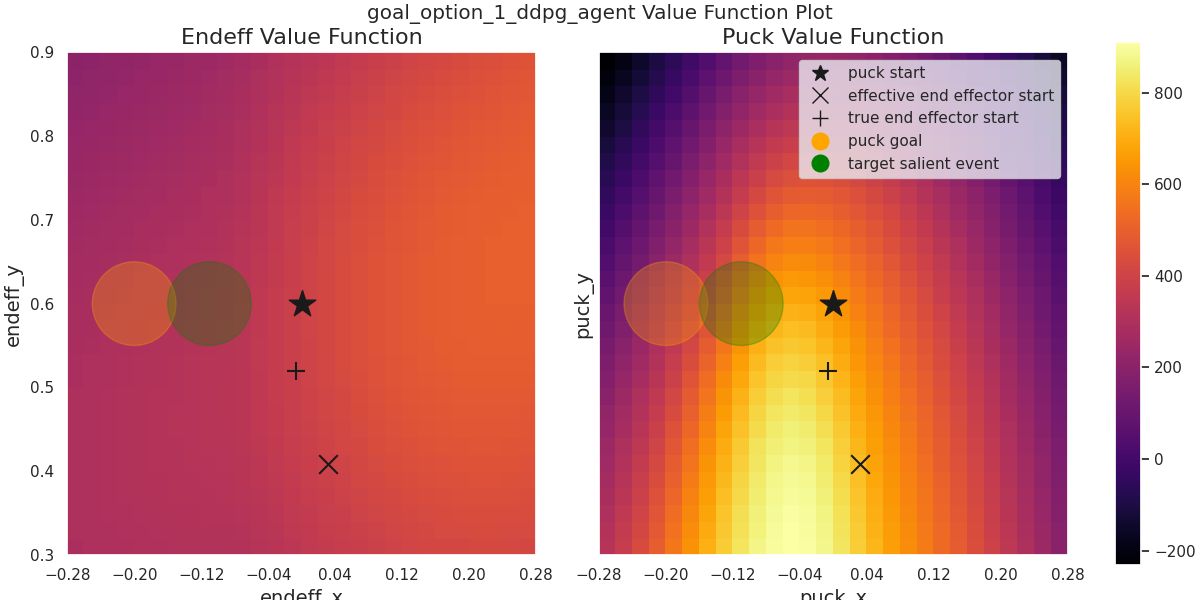 goal_option_1_ddpg_agent Value Function Plot
Endeff Value Function
Puck Value Function
0.9
0.8
0.7
0.6
0.5
0.4
0.3
endeff_y
−0.28 −0.20 −0.12 −0.04 0.04 0.12 0.20 0.28
endeff_x
puck_y
puck start
effective end effector start
true end effector start
puck goal
target salient event
−0.28 −0.20 −0.12 −0.04 0.04 0.12 0.20 0.28
puck_x
800
600
400
200
0
−200